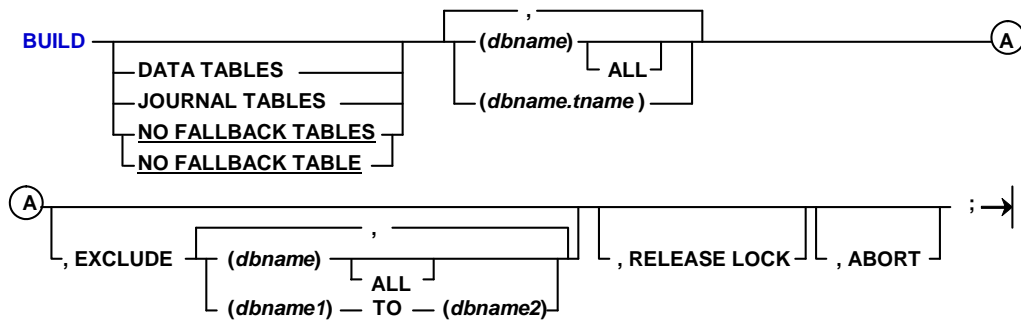 ,
BUILD (dbname) A
DATA TABLES ALL
JOURNAL TABLES (dbname.tname)
NO FALLBACK TABLES
NO FALLBACK TABLE
A ; 
, EXCLUDE , , RELEASE LOCK , ABORT
(dbname)
ALL
(dbname1) TO (dbname2)